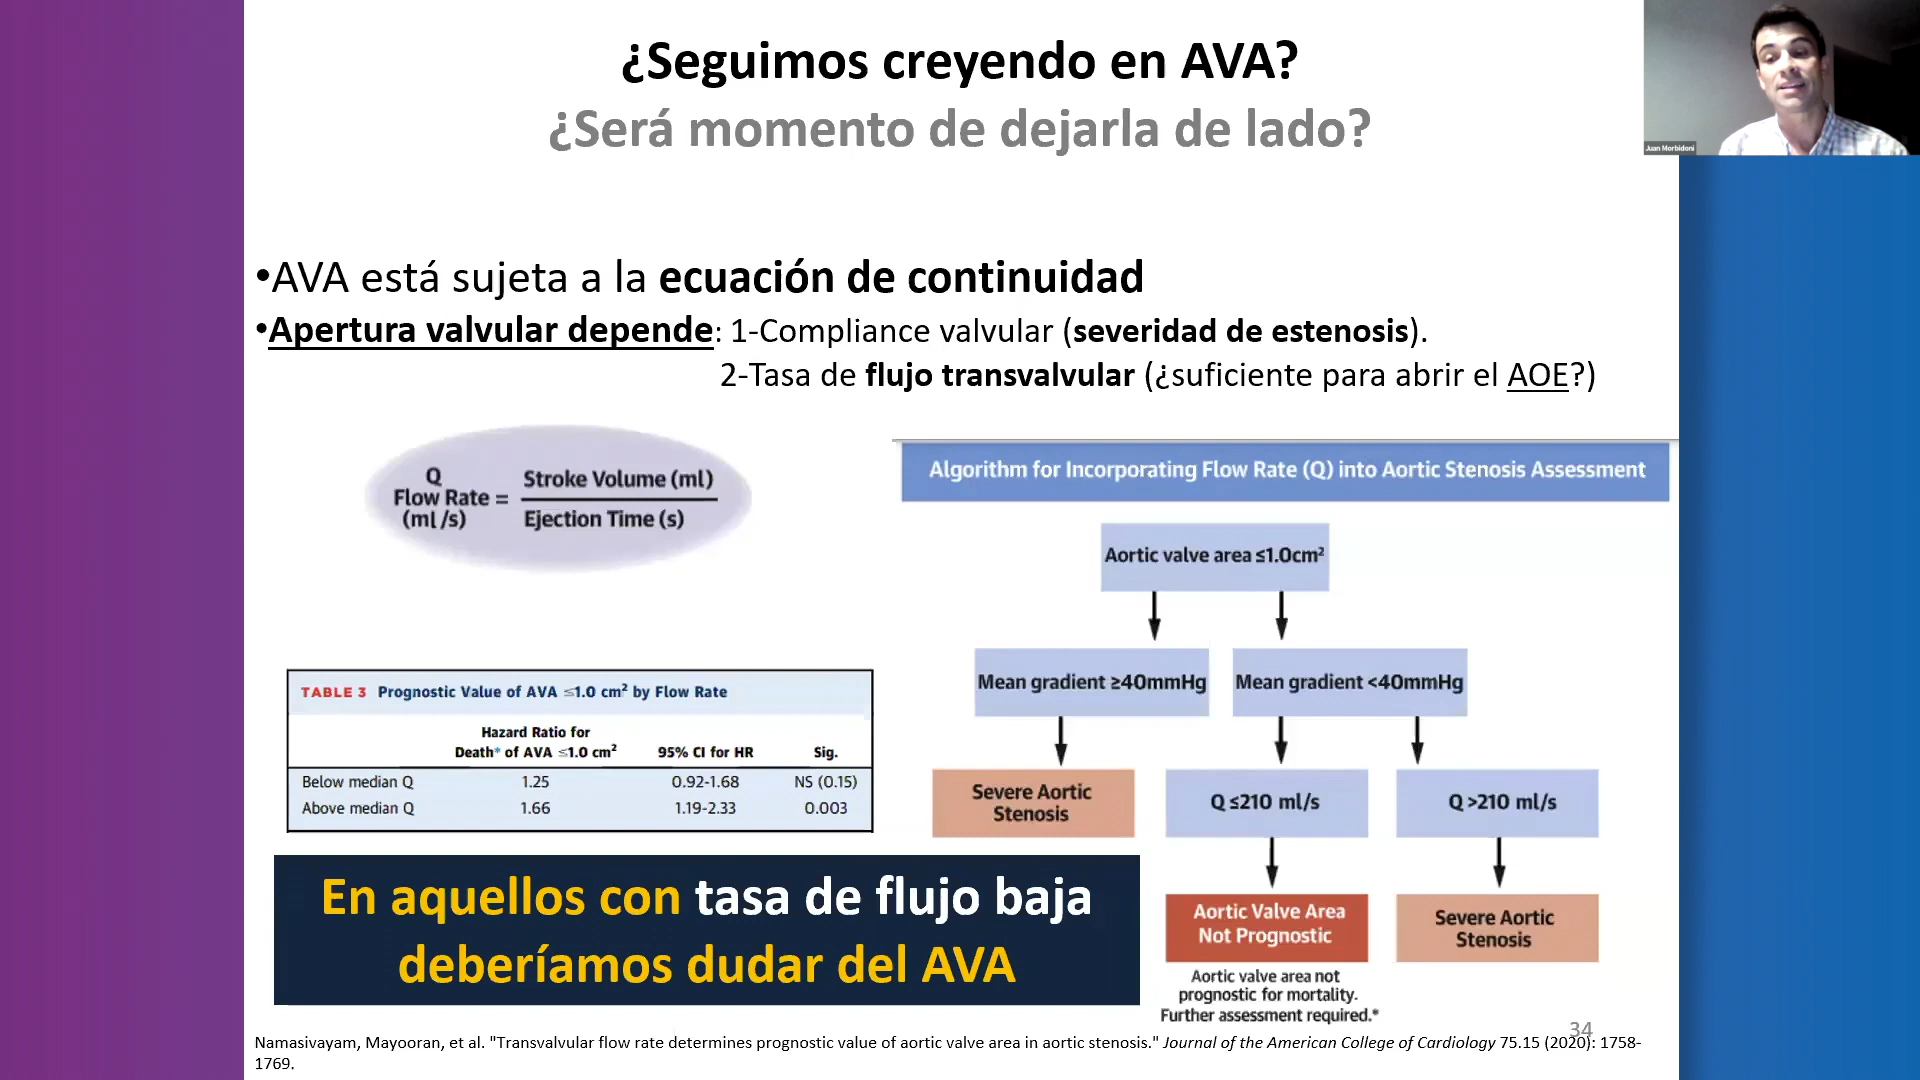 ¿Seguimos creyendo en AVA?
¿Será momento de dejarla de lado?
Juan Morbidoni
•AVA está sujeta a la ecuación de continuidad
•Apertura valvular depende: 1-Compliance valvular (severidad de estenosis).
2-Tasa de flujo transvalvular (¿suficiente para abrir el AOE?)
Q
Flow Rate =
(ml/s)
Stroke Volume (ml)
Ejection Time (s)
TABLE 3 Prognostic Value of AVA ≤1.0 cm² by Flow Rate
Hazard Ratio for
Death* of AVA ≤1.0 cm² 95% CI for HR Sig.
Below median Q 1.25 0.92-1.68 NS (0.15)
Above median Q 1.66 1.19-2.33 0.003
En aquellos con tasa de flujo baja
deberíamos dudar del AVA
Algorithm for Incorporating Flow Rate (Q) into Aortic Stenosis Assessment
Aortic valve area ≤1.0cm²
Mean gradient ≥40mmHg
Mean gradient <40mmHg
Severe Aortic
Stenosis
Q ≤210 ml/s
Q >210 ml/s
Aortic Valve Area
Not Prognostic
Severe Aortic
Stenosis
Aortic valve area not
prognostic for mortality.
Further assessment required.*
34
Namasivayam, Mayooran, et al. "Transvalvular flow rate determines prognostic value of aortic valve area in aortic stenosis." Journal of the American College of Cardiology 75.15 (2020): 1758-
1769.